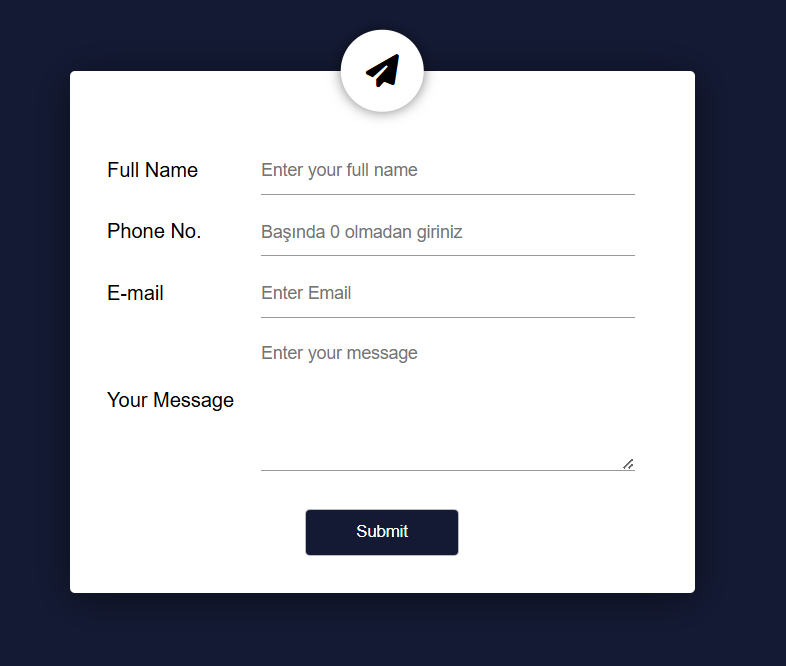 Full Name
Enter your full name
Phone No.
Başında 0 olmadan giriniz
E-mail
Enter Email
Enter your message
Your Message
Submit